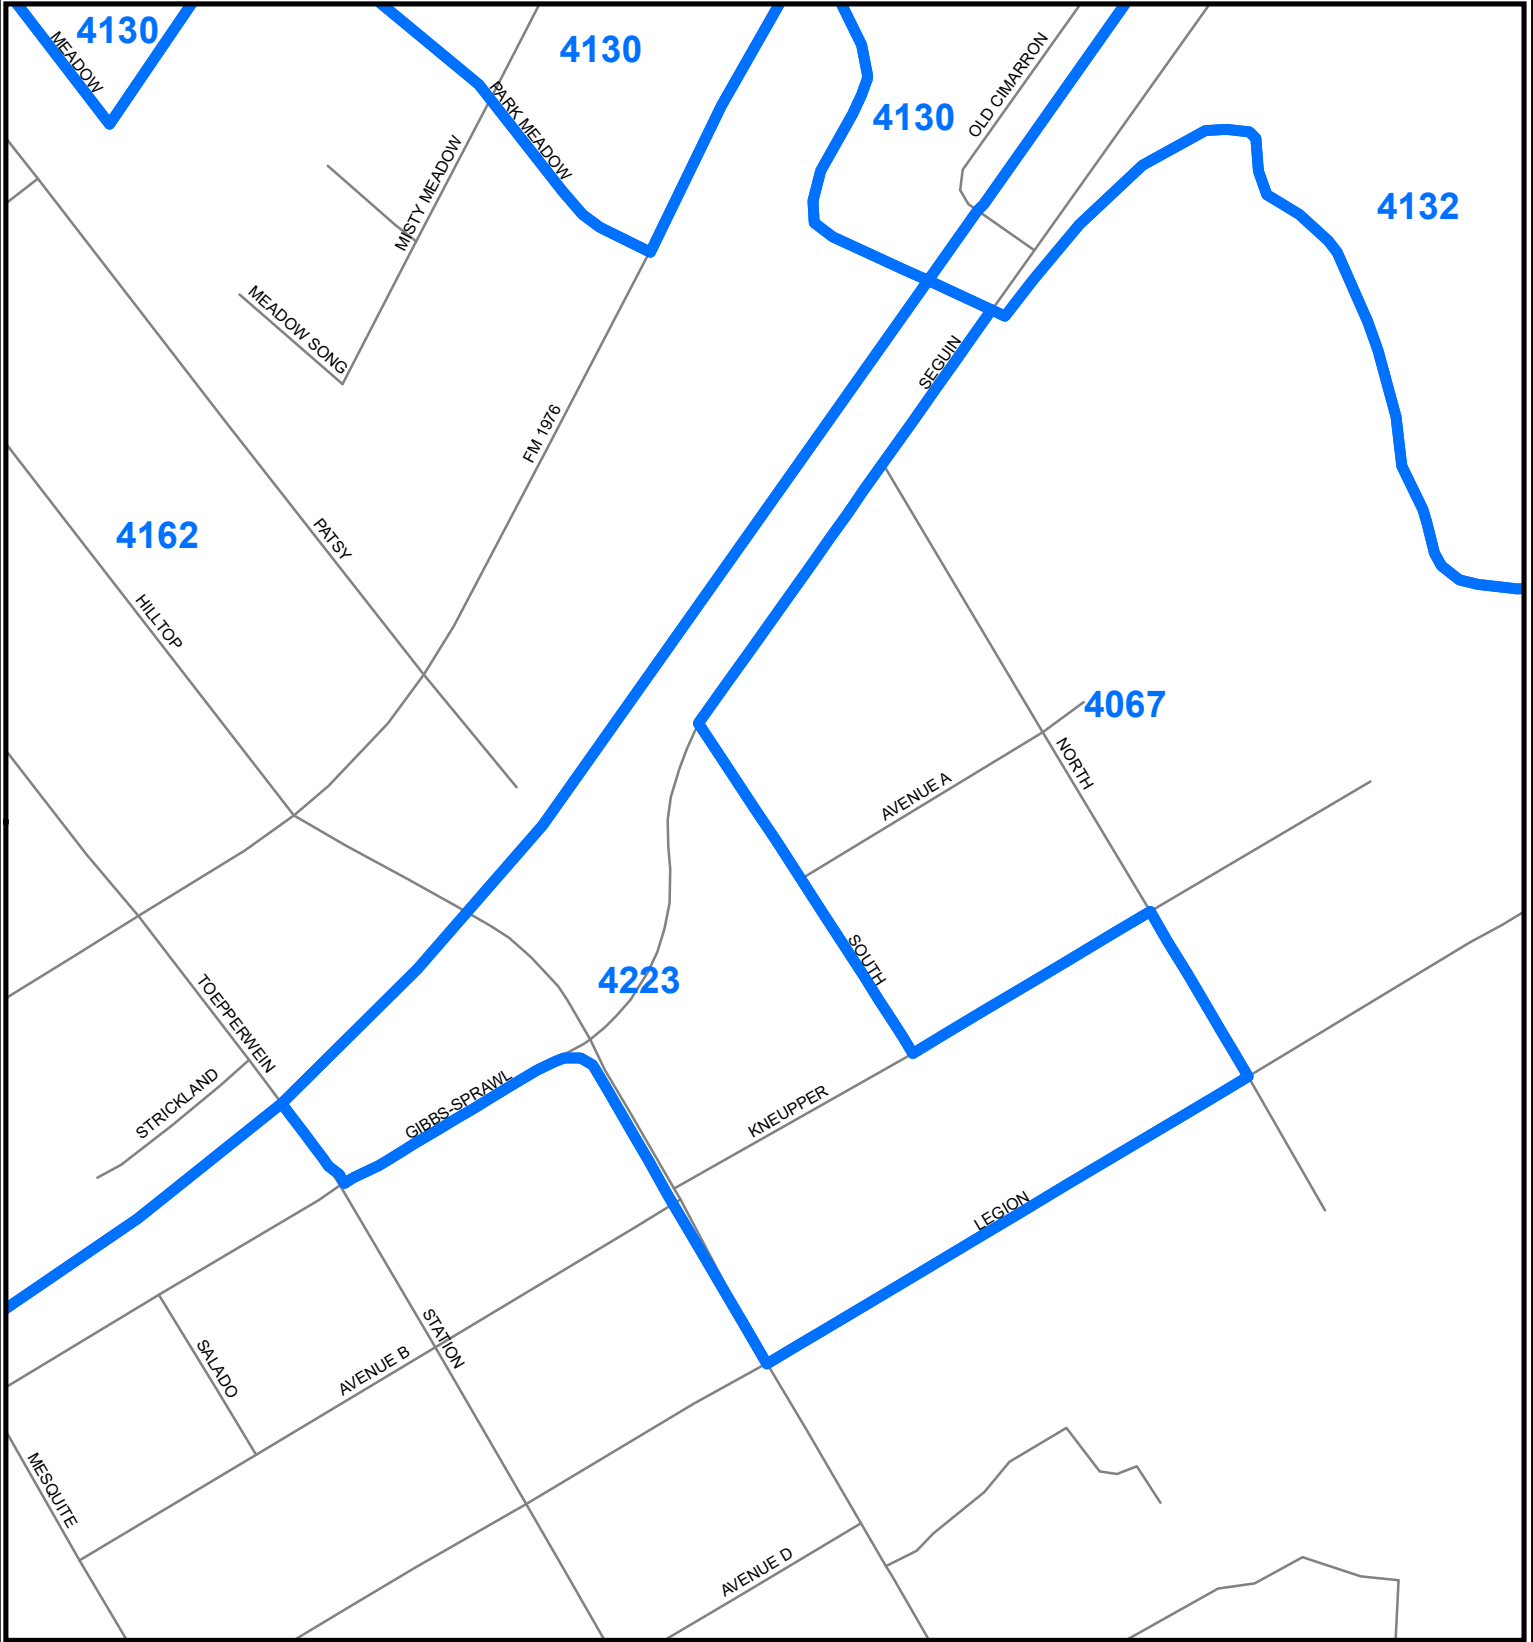 4130
4130
MEADOW
OLD CIMARRON
PARK MEADOW
4130
MISTY MEADOW
4132
MEADOW SONG
SEGUIN
FM 1976
4162
PATSY
HILLTOP
4067
NORTH
AVENUE A
SOUTH
4223
TOEPPERWEIN
STRICKLAND
GIBBS-SPRAWL
KNEUPPER
LEGION
STATION
SALADO
AVENUE B
MESQUITE
AVENUE D